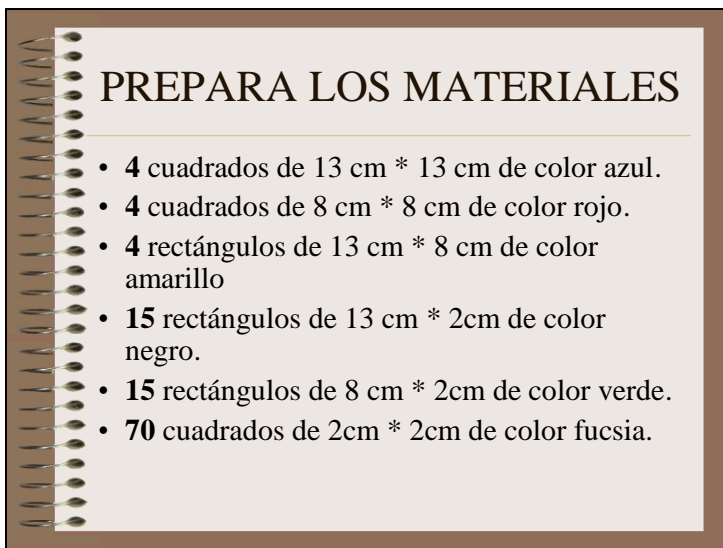 PREPARA LOS MATERIALES
• 4 cuadrados de 13 cm * 13 cm de color azul.
• 4 cuadrados de 8 cm * 8 cm de color rojo.
• 4 rectángulos de 13 cm * 8 cm de color
amarillo
• 15 rectángulos de 13 cm * 2cm de color
negro.
• 15 rectángulos de 8 cm * 2cm de color verde.
• 70 cuadrados de 2cm * 2cm de color fucsia.